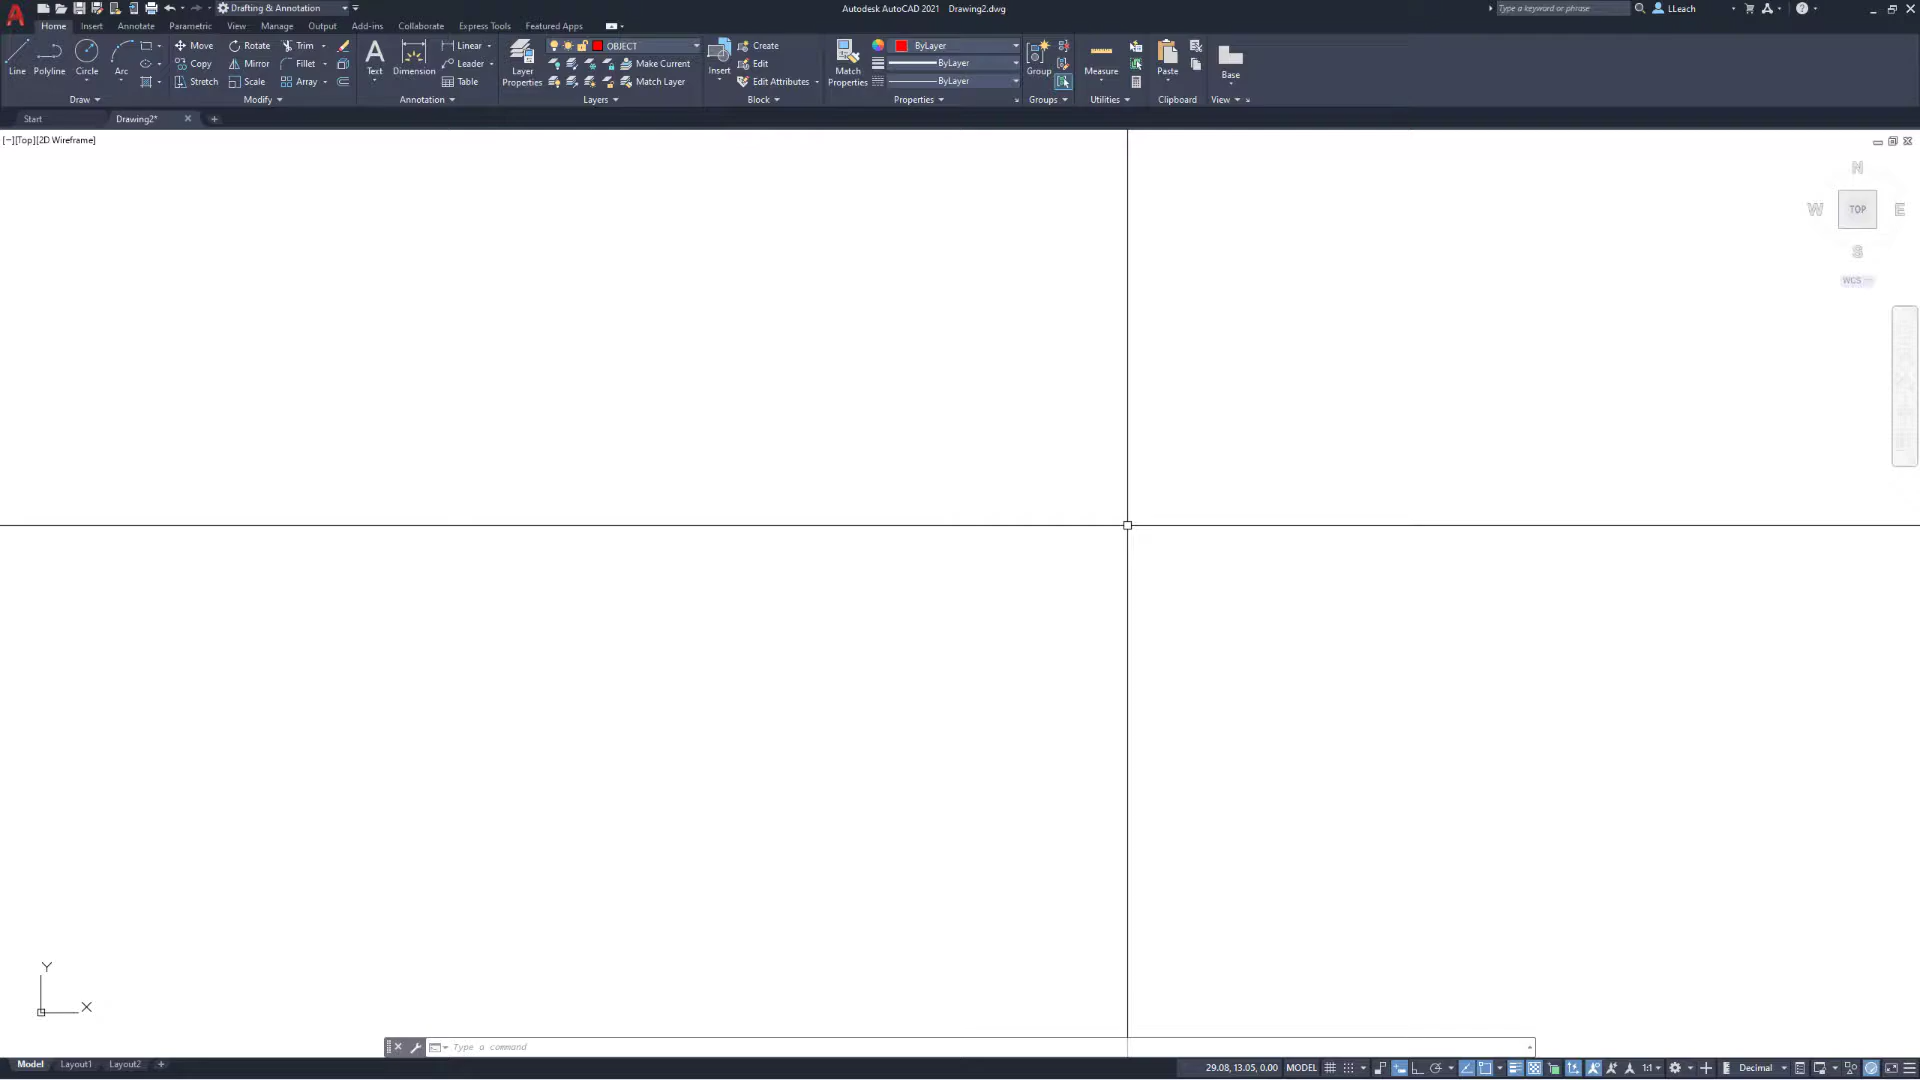 Drafting & Annotation
Autodesk AutoCAD 2021 Drawing2.dwg
Type a keyword or phrase
LLeach
Home Insert Annotate Parametric View Manage Output Add-ins Collaborate Express Tools Featured Apps
Line Polyline Circle Arc
Move Rotate Trim
Copy Mirror Fillet
Stretch Scale Array
Text Dimension
Linear
Leader
Table
Layer
Properties
OBJECT
Make Current
Match Layer
Insert
Create
Edit
Edit Attributes
Match
Properties
ByLayer
ByLayer
ByLayer
Group
Measure
Paste
Base
Draw Modify Annotation Layers Block Properties Groups Utilities Clipboard View
Start Drawing2*
[−][Top][2D Wireframe]
N
W TOP E
S
WCS
Y
X
Type a command
Model Layout1 Layout2
29.08, 13.05, 0.00 MODEL 1:1 Decimal